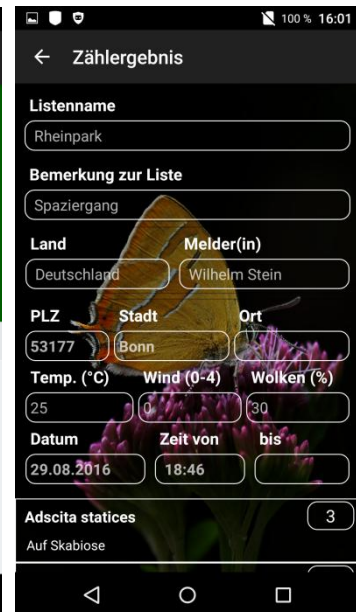 100 % 16:01
Zählergebnis
Listenname
Rheinpark
Bemerkung zur Liste
Spaziergang
Land Melder(in)
Deutschland Wilhelm Stein
PLZ Stadt Ort
53177 Bonn
Temp. (°C) Wind (0-4) Wolken (%)
25 0 30
Datum Zeit von bis
29.08.2016 18:46
Adscita statices 3
Auf Skabiose